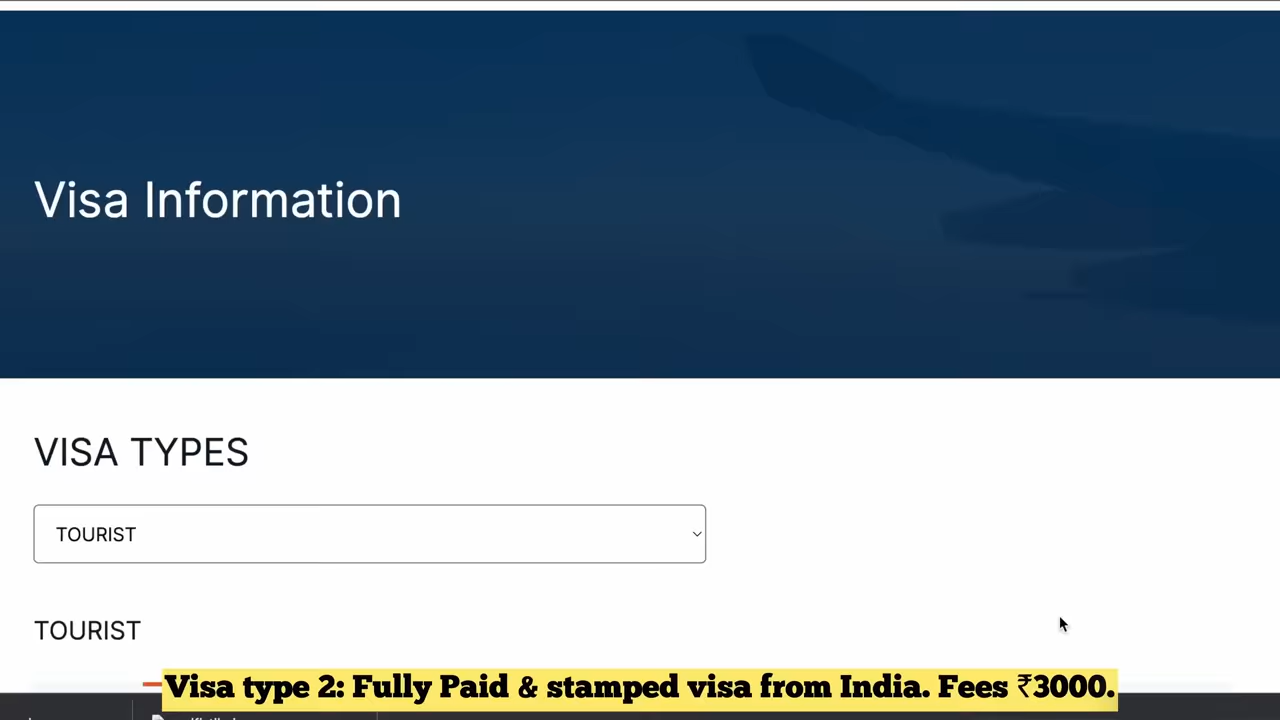 Visa Information
VISA TYPES
TOURIST
TOURIST
Visa type 2: Fully Paid & stamped visa from India. Fees ₹3000.